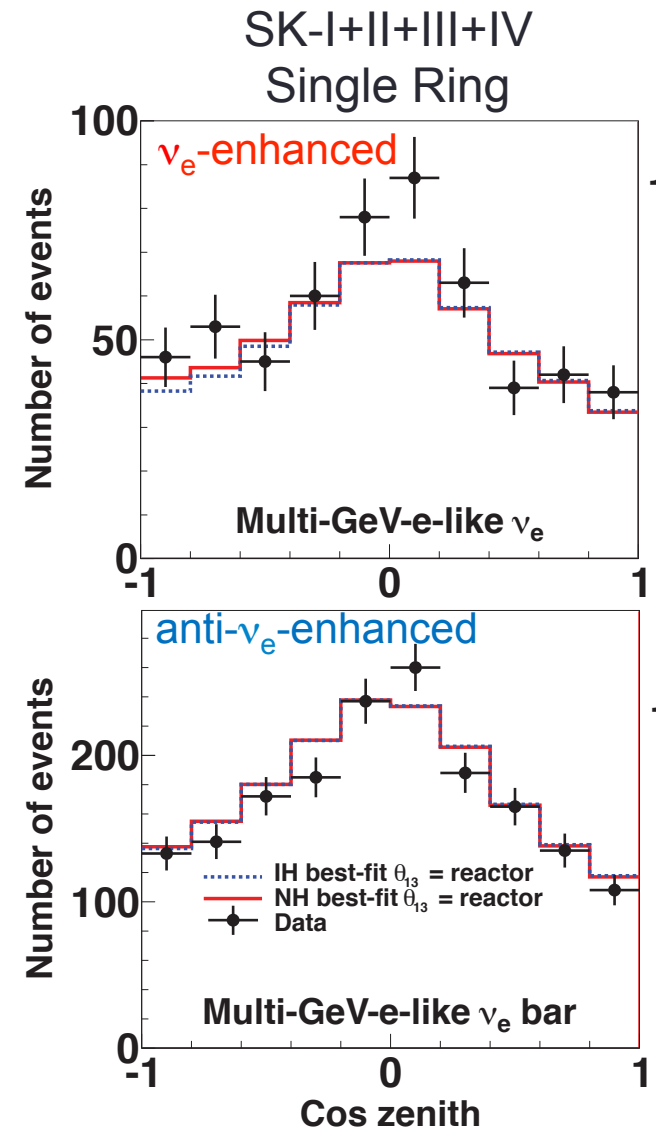 SK-I+II+III+IV
Single Ring
100
νe-enhanced
50
Number of events
Multi-GeV-e-like νe
0
-1 0 1
anti-νe-enhanced
200
Number of events
IH best-fit θ13 = reactor
100
NH best-fit θ13 = reactor
Data
Multi-GeV-e-like νe bar
0
-1 0 1
Cos zenith